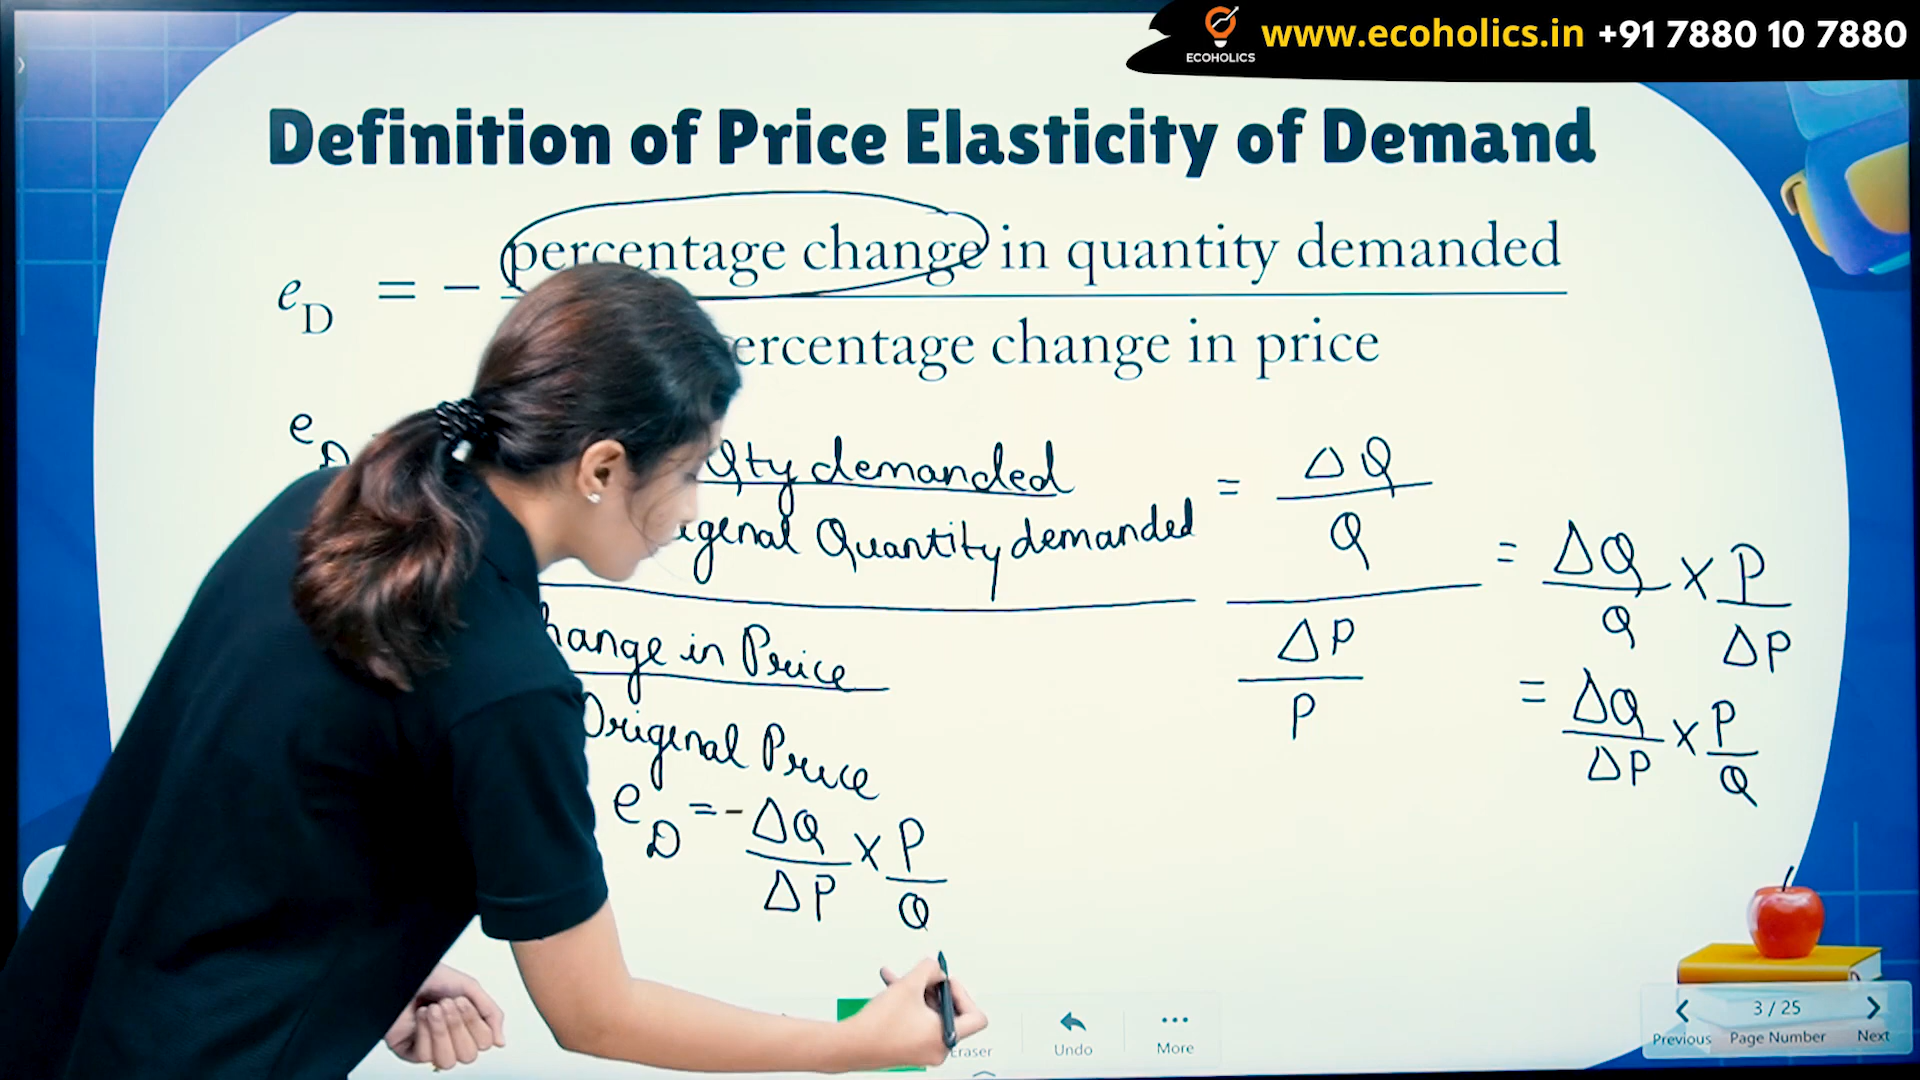 www.ecoholics.in +91 7880 10 7880
ECOHOLICS
Definition of Price Elasticity of Demand
e_D = - percentage change in quantity demanded
ercentage change in price
e_D
Qty demanded = ΔQ
igenal Quantity demanded Q
= ΔQ × P
Q ΔP
hange in Price ΔP
Original Price P
= ΔQ × P
ΔP Q
e_D = - ΔQ × P
ΔP Q
3 / 25
Previous Page Number Next
Eraser Undo More